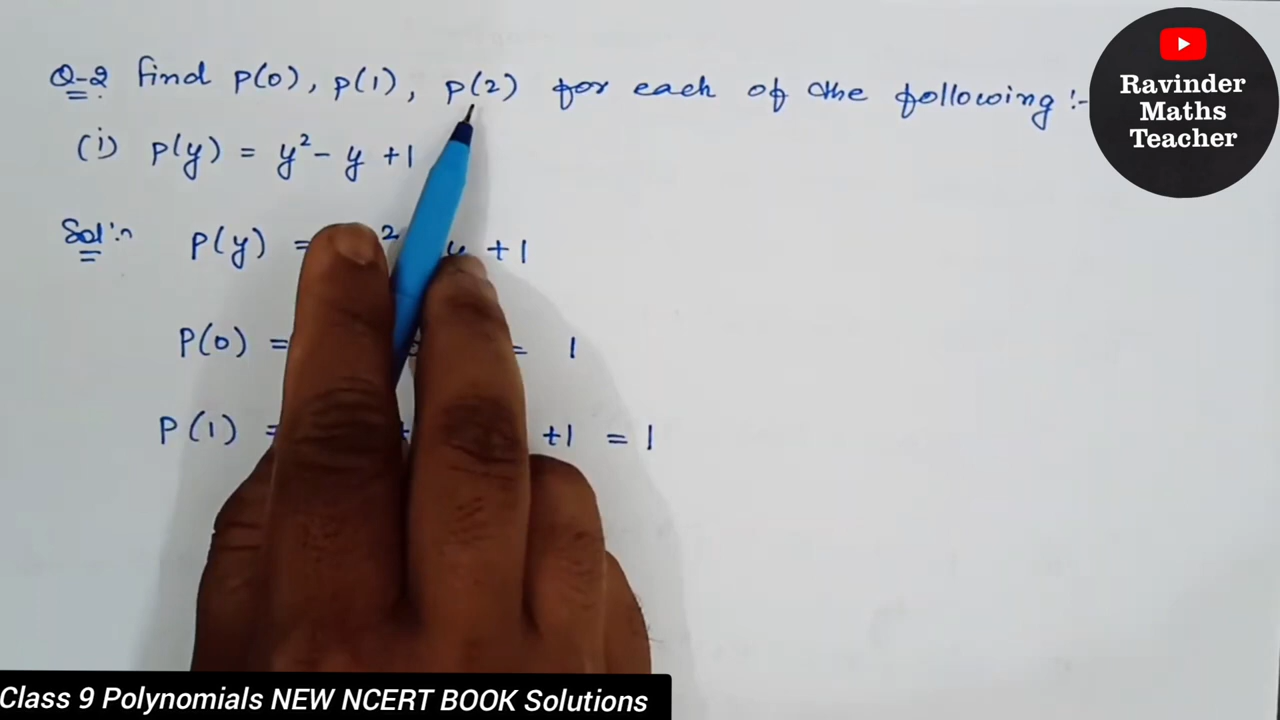 Q-2 Find p(0), p(1), p(2) for each of the following :-
(i) p(y) = y² - y + 1
Sol:n p(y) = ² y + 1
P(0) = = 1
P(1) = +1 = 1
Ravinder
Maths
Teacher
Class 9 Polynomials NEW NCERT BOOK Solutions